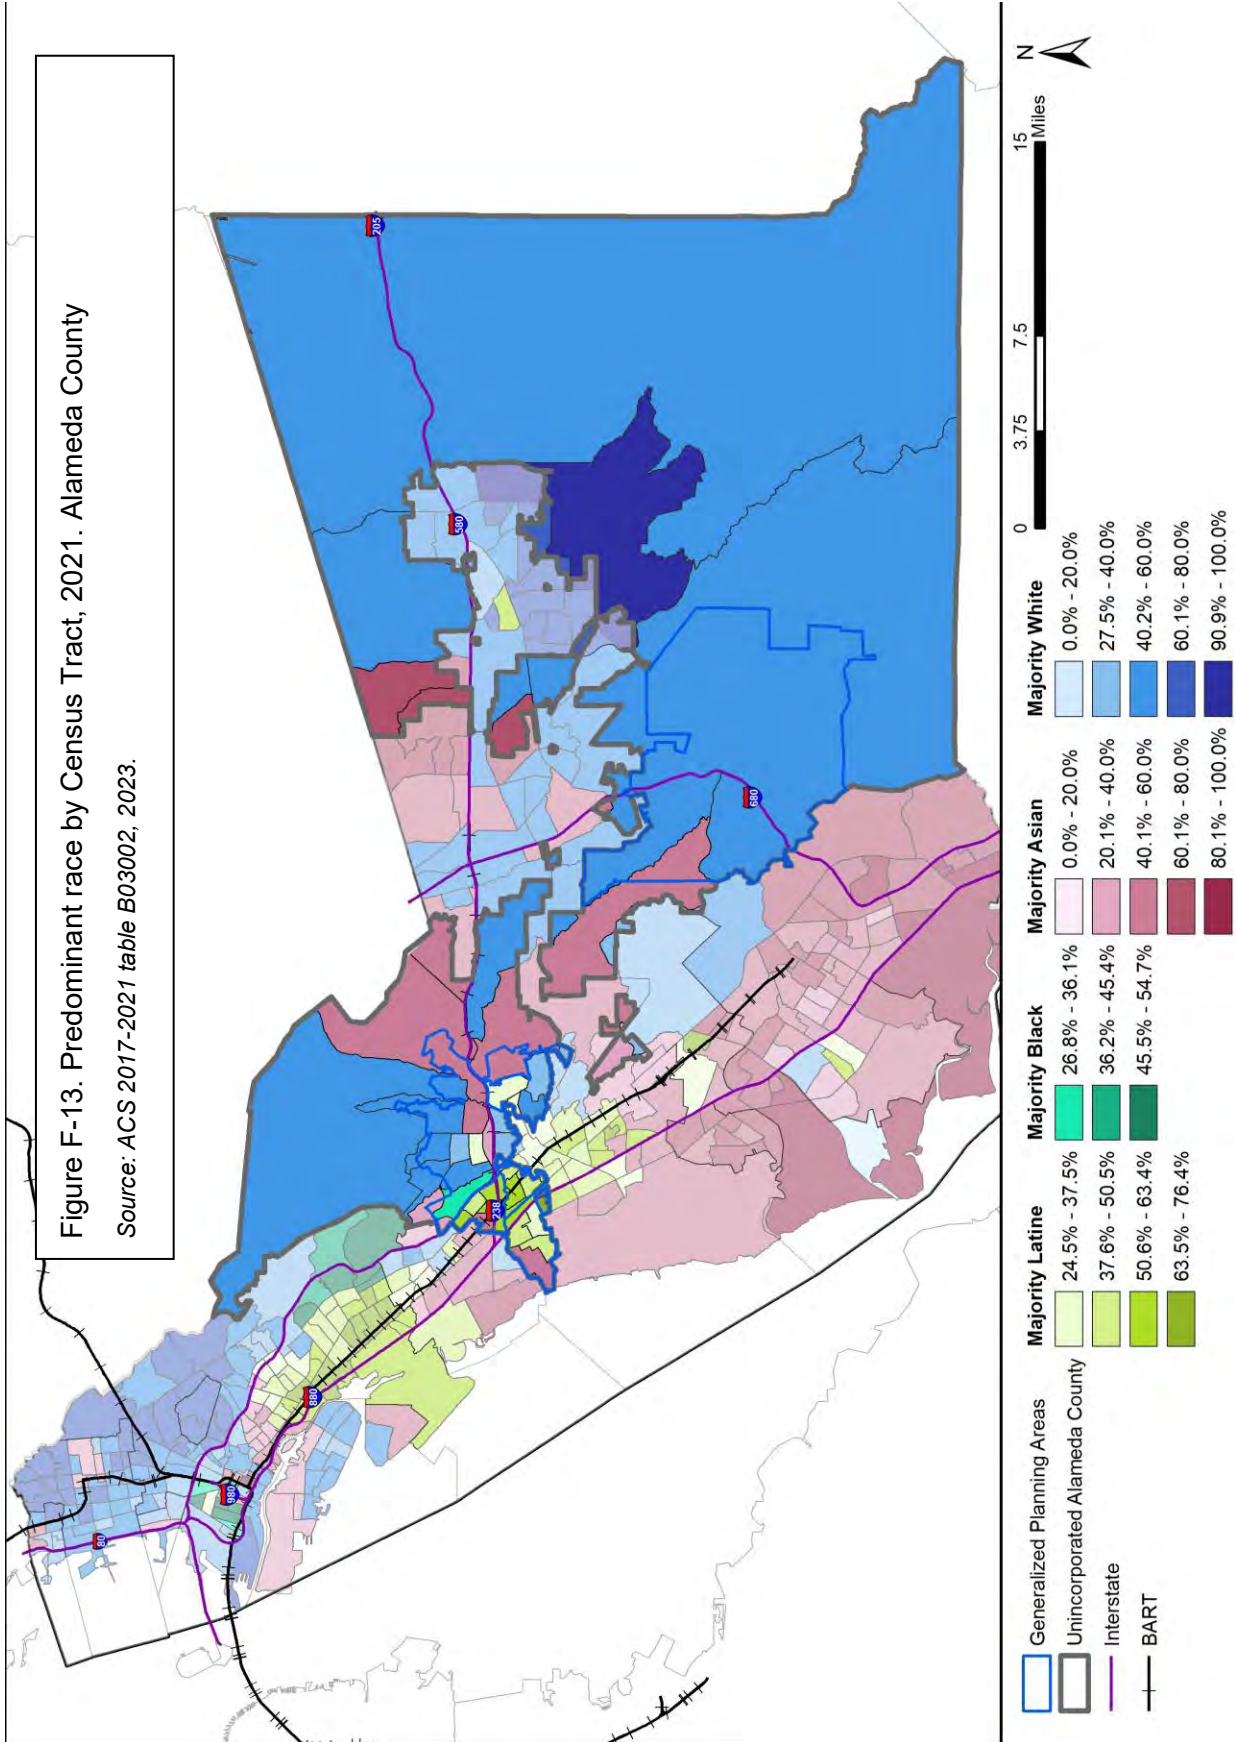 Figure F-13. Predominant race by Census Tract, 2021. Alameda County
Source: ACS 2017-2021 table B03002, 2023.
80
980
880
238
580
205
680
Generalized Planning Areas
Unincorporated Alameda County
Interstate
BART
Majority Latine
24.5% - 37.5%
37.6% - 50.5%
50.6% - 63.4%
63.5% - 76.4%
Majority Black
26.8% - 36.1%
36.2% - 45.4%
45.5% - 54.7%
Majority Asian
0.0% - 20.0%
20.1% - 40.0%
40.1% - 60.0%
60.1% - 80.0%
80.1% - 100.0%
Majority White
0.0% - 20.0%
27.5% - 40.0%
40.2% - 60.0%
60.1% - 80.0%
90.9% - 100.0%
0 3.75 7.5 15
Miles
N